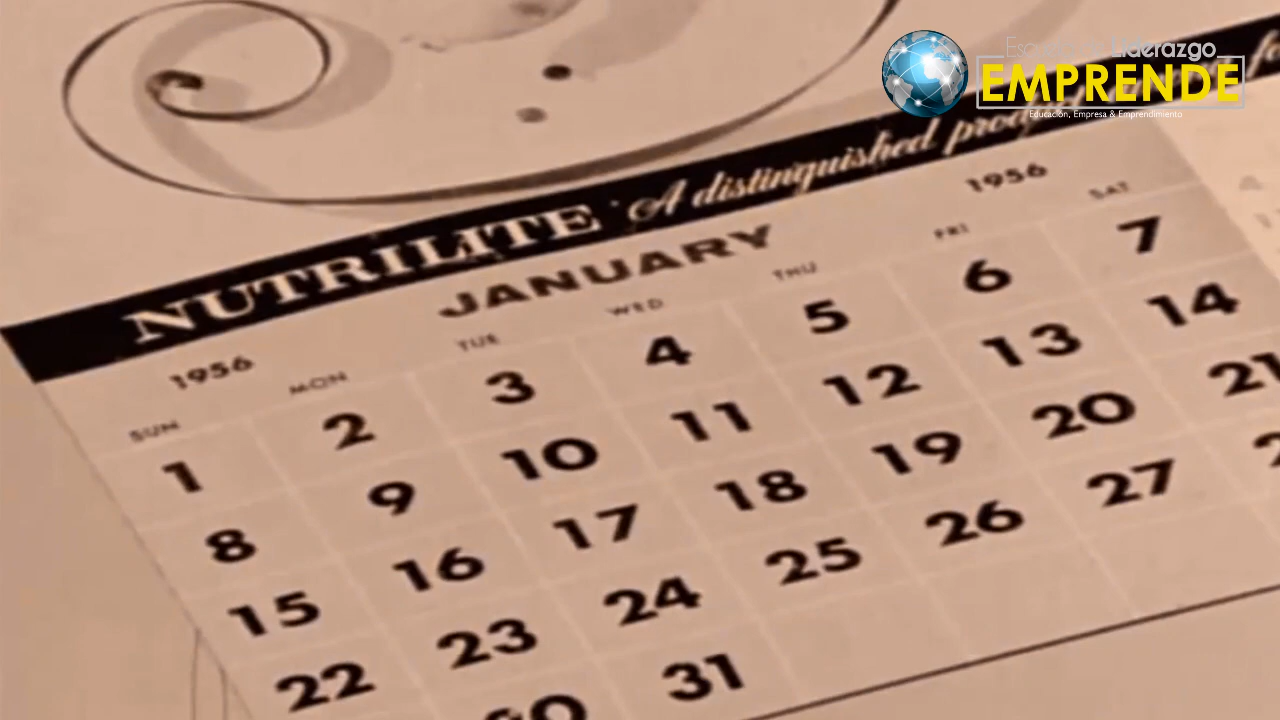 Escuela de Liderazgo
EMPRENDE
Educación, Empresa & Emprendimiento
NUTRILITE A distinguished
JANUARY
1956 1956
SUN MON TUE WED THU FRI SAT
1 2 3 4 5 6 7
8 9 10 11 12 13 14
15 16 17 18 19 20 21
22 23 24 25 26 27
31